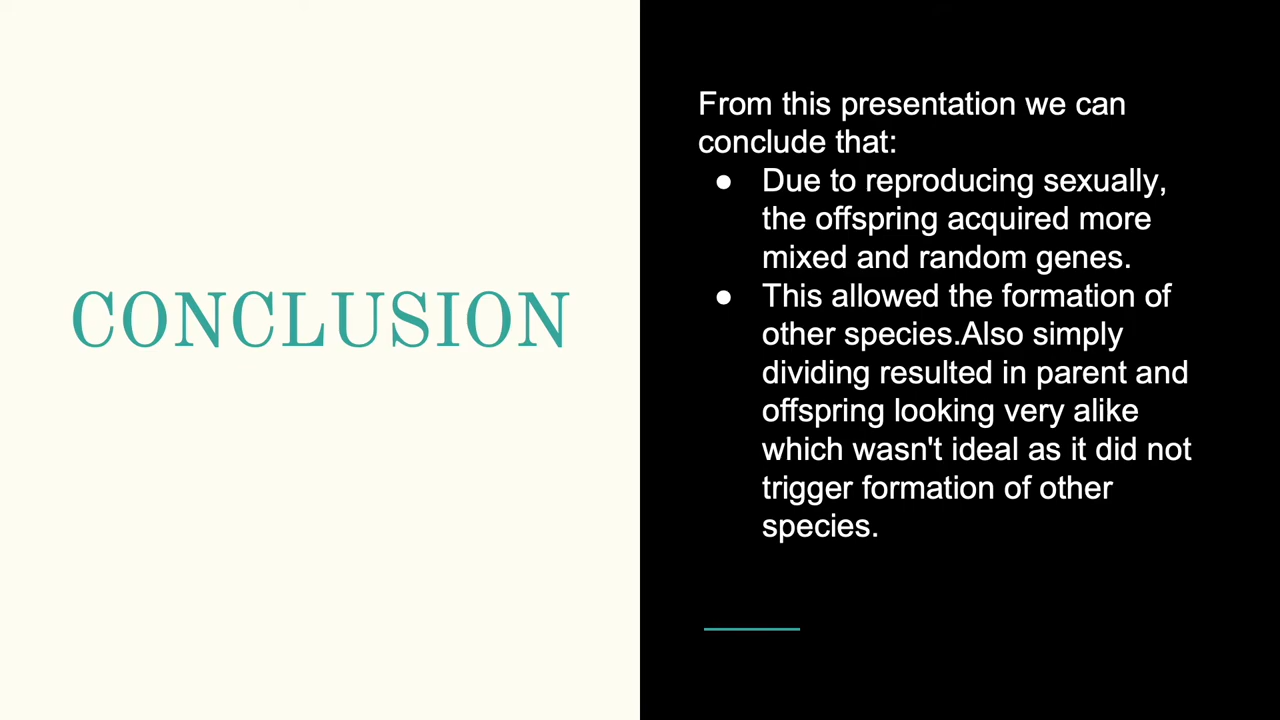 CONCLUSION
From this presentation we can
conclude that:
● Due to reproducing sexually,
the offspring acquired more
mixed and random genes.
● This allowed the formation of
other species.Also simply
dividing resulted in parent and
offspring looking very alike
which wasn't ideal as it did not
trigger formation of other
species.